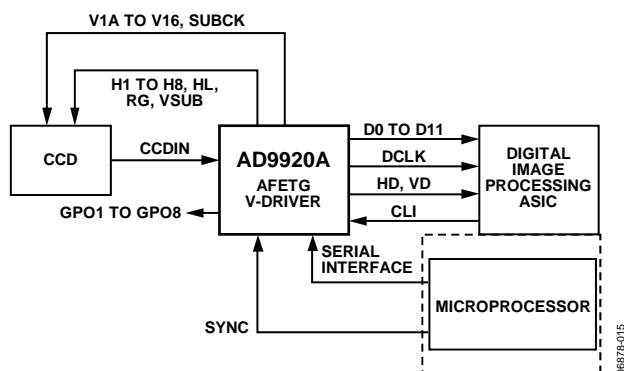 V1A TO V16, SUBCK
H1 TO H8, HL,
RG, VSUB
CCD
CCDIN
AD9920A
AFETG
V-DRIVER
D0 TO D11
DCLK
HD, VD
CLI
DIGITAL
IMAGE
PROCESSING
ASIC
GPO1 TO GPO8
SERIAL
INTERFACE
MICROPROCESSOR
SYNC
06878-015